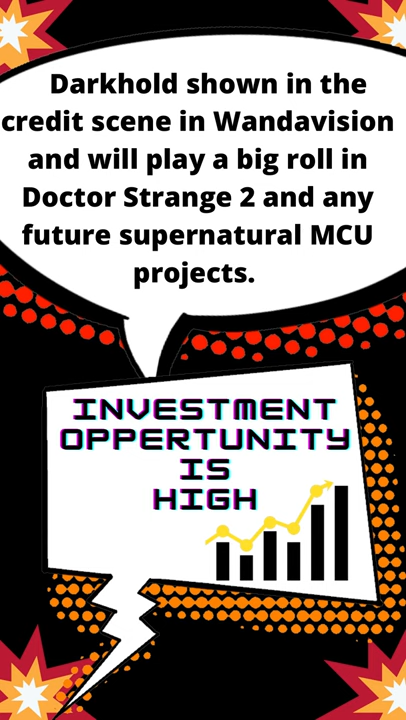 Darkhold shown in the
credit scene in Wandavision
and will play a big roll in
Doctor Strange 2 and any
future supernatural MCU
projects.
INVESTMENT
OPPERTUNITY
IS
HIGH